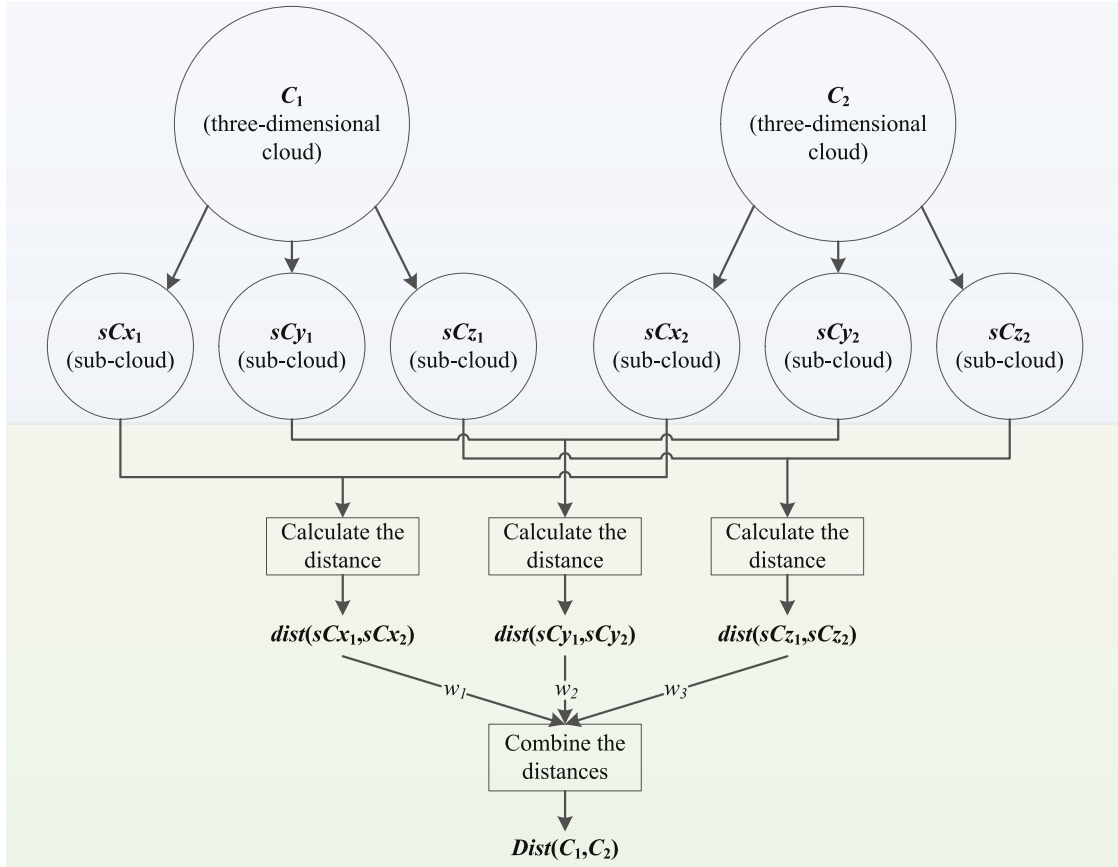 C₁
(three-dimensional
cloud)
C₂
(three-dimensional
cloud)
sCx₁
(sub-cloud)
sCy₁
(sub-cloud)
sCz₁
(sub-cloud)
sCx₂
(sub-cloud)
sCy₂
(sub-cloud)
sCz₂
(sub-cloud)
Calculate the
distance
Calculate the
distance
Calculate the
distance
dist(sCx₁,sCx₂)
dist(sCy₁,sCy₂)
dist(sCz₁,sCz₂)
w₁
w₂
w₃
Combine the
distances
Dist(C₁,C₂)